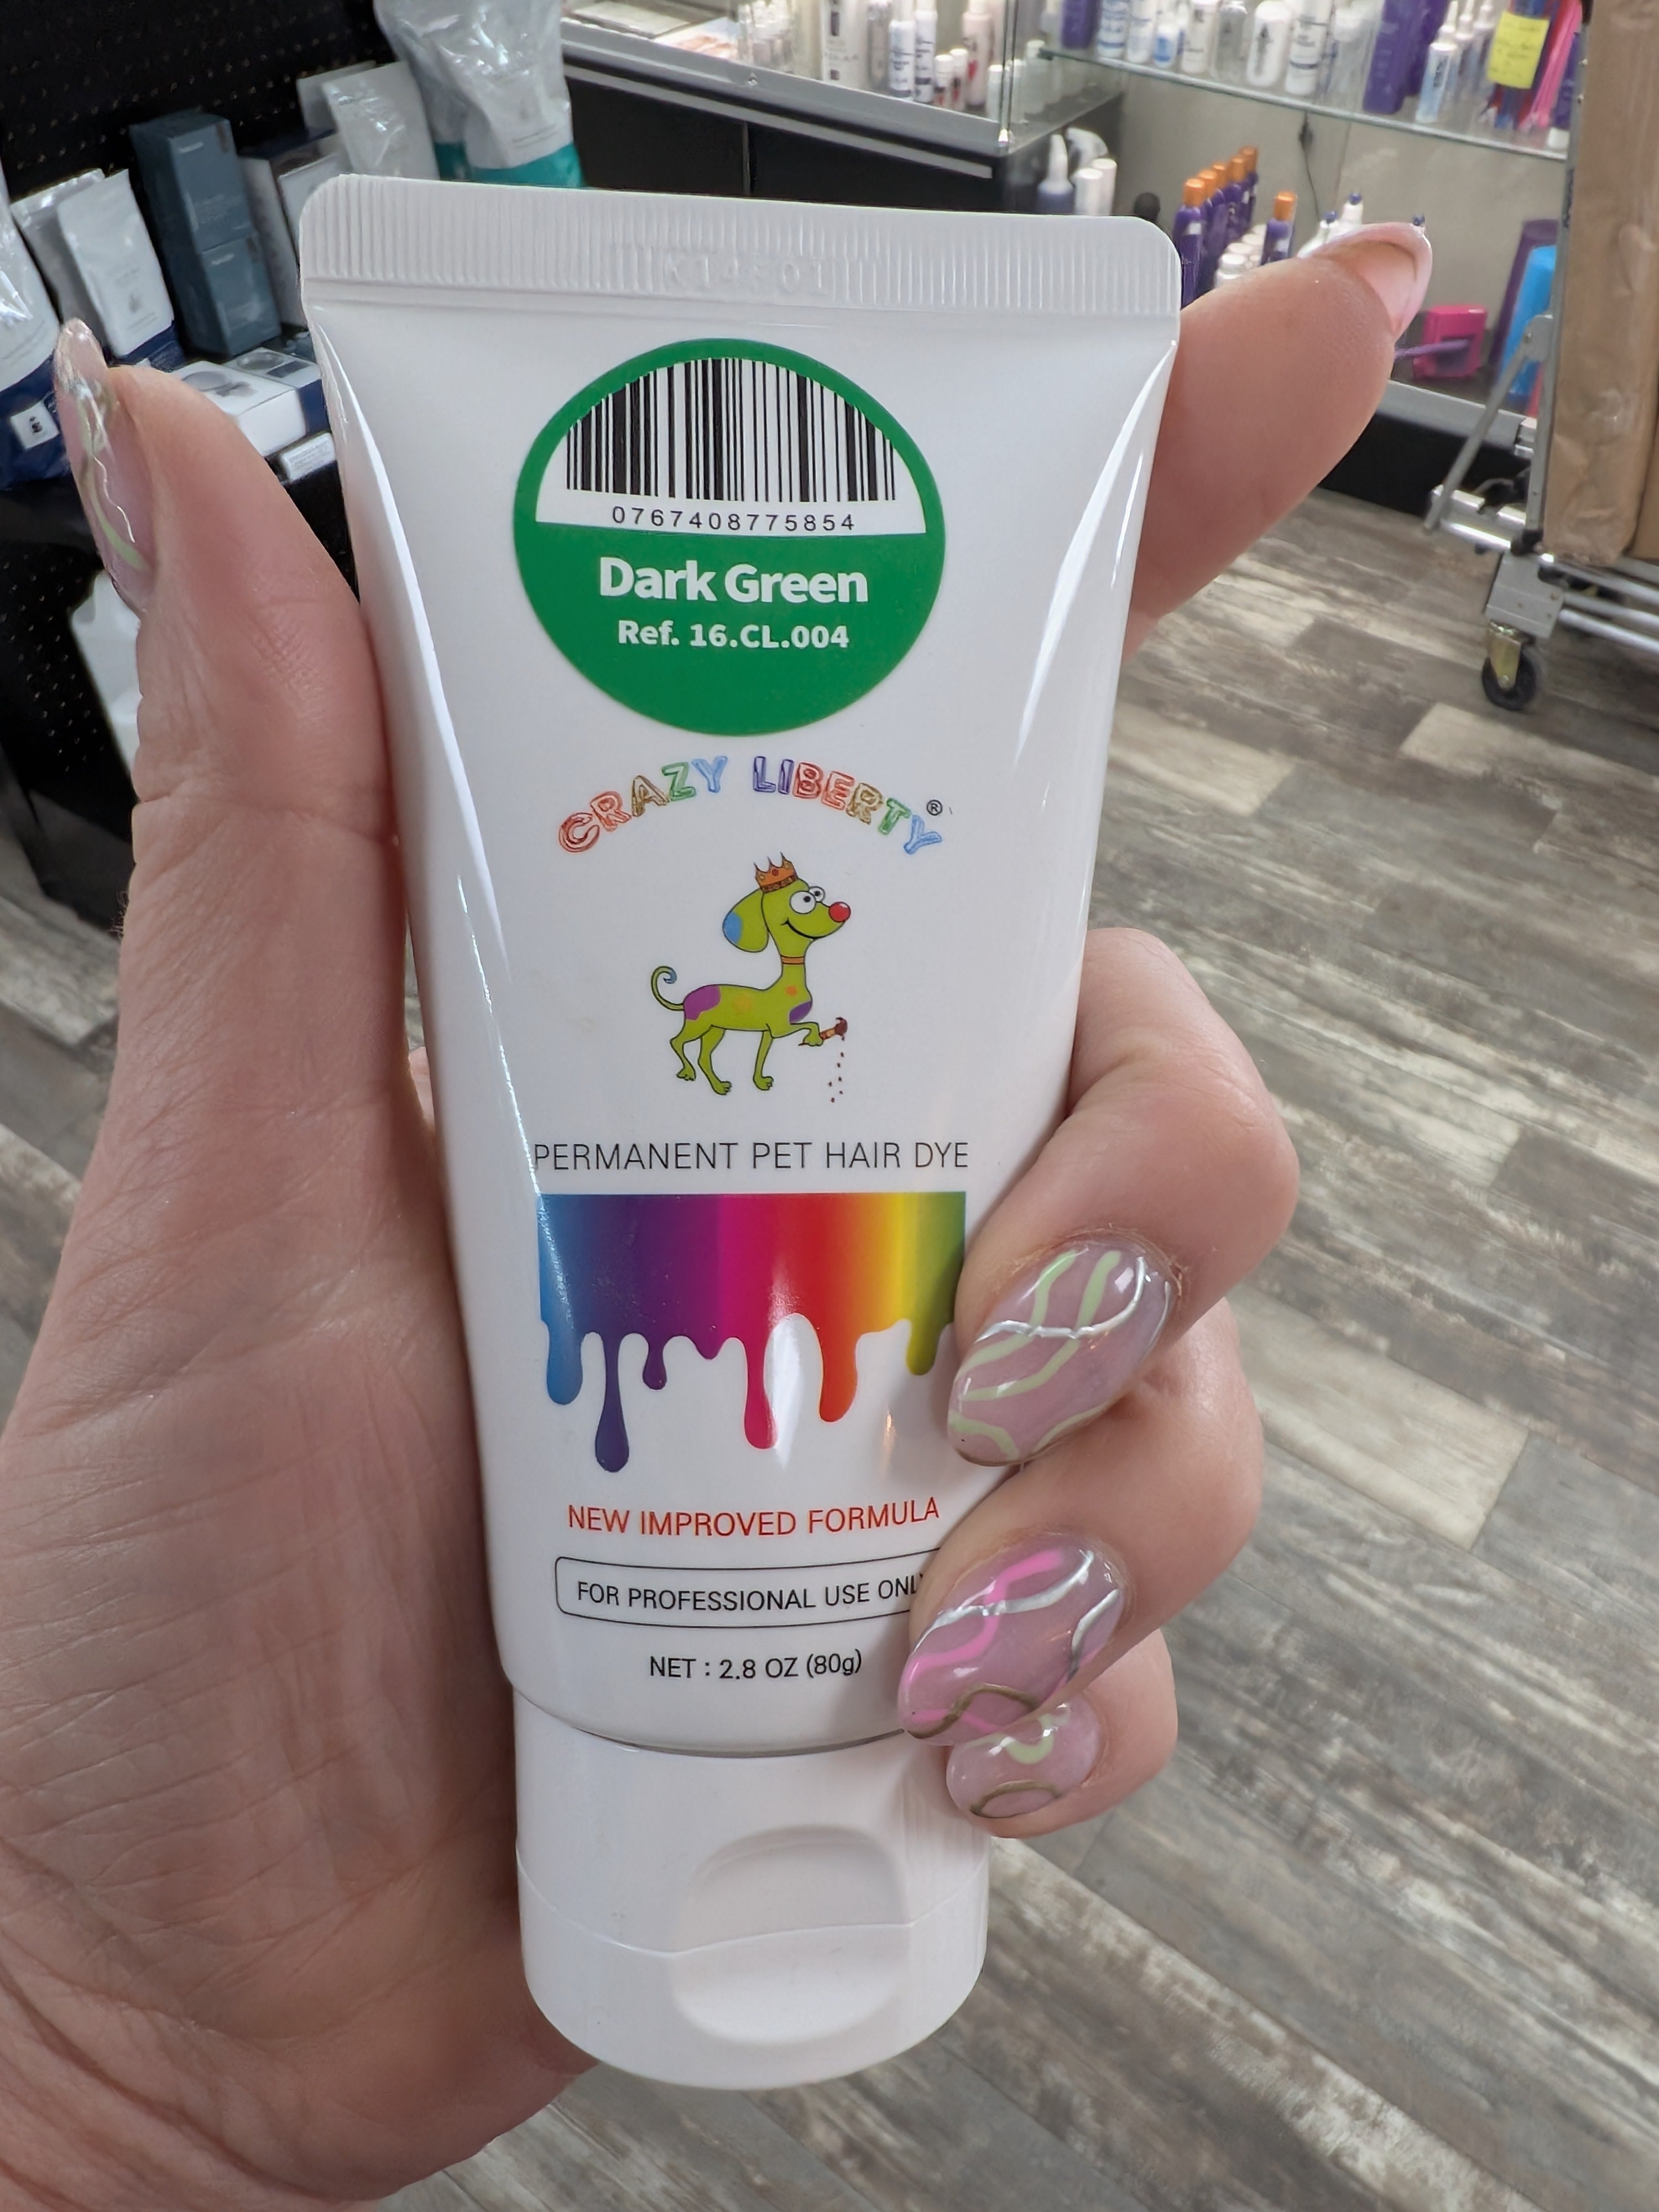 0767408775854
Dark Green
Ref. 16.CL.004
CRAZY LIBERTY®
PERMANENT PET HAIR DYE
NEW IMPROVED FORMULA
FOR PROFESSIONAL USE ONLY
NET : 2.8 OZ (80g)